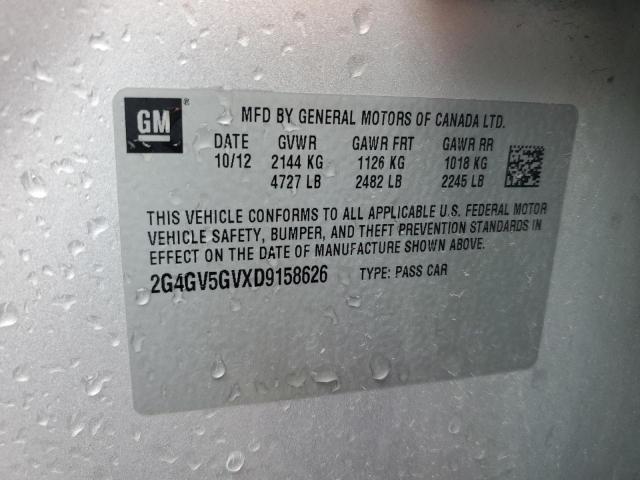 GM ®
MFD BY GENERAL MOTORS OF CANADA LTD.
DATE GVWR GAWR FRT GAWR RR
10/12 2144 KG 1126 KG 1018 KG
4727 LB 2482 LB 2245 LB
THIS VEHICLE CONFORMS TO ALL APPLICABLE U.S. FEDERAL MOTOR
VEHICLE SAFETY, BUMPER, AND THEFT PREVENTION STANDARDS IN
EFFECT ON THE DATE OF MANUFACTURE SHOWN ABOVE.
2G4GV5GVXD9158626 TYPE: PASS CAR